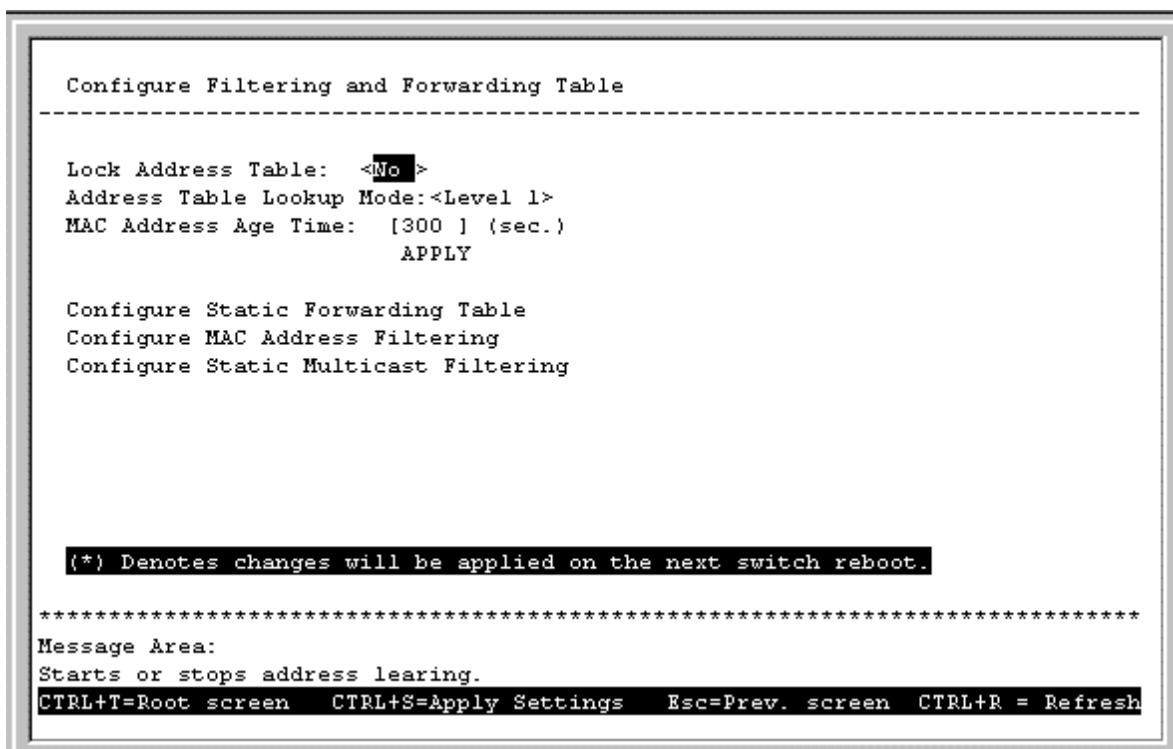 Configure Filtering and Forwarding Table
-------------------------------------------------------------------------------
Lock Address Table: <No >
Address Table Lookup Mode:<Level 1>
MAC Address Age Time: [300 ] (sec.)
APPLY
Configure Static Forwarding Table
Configure MAC Address Filtering
Configure Static Multicast Filtering
(*) Denotes changes will be applied on the next switch reboot.
*******************************************************************************
Message Area:
Starts or stops address learing.
CTRL+T=Root screen CTRL+S=Apply Settings Esc=Prev. screen CTRL+R = Refresh